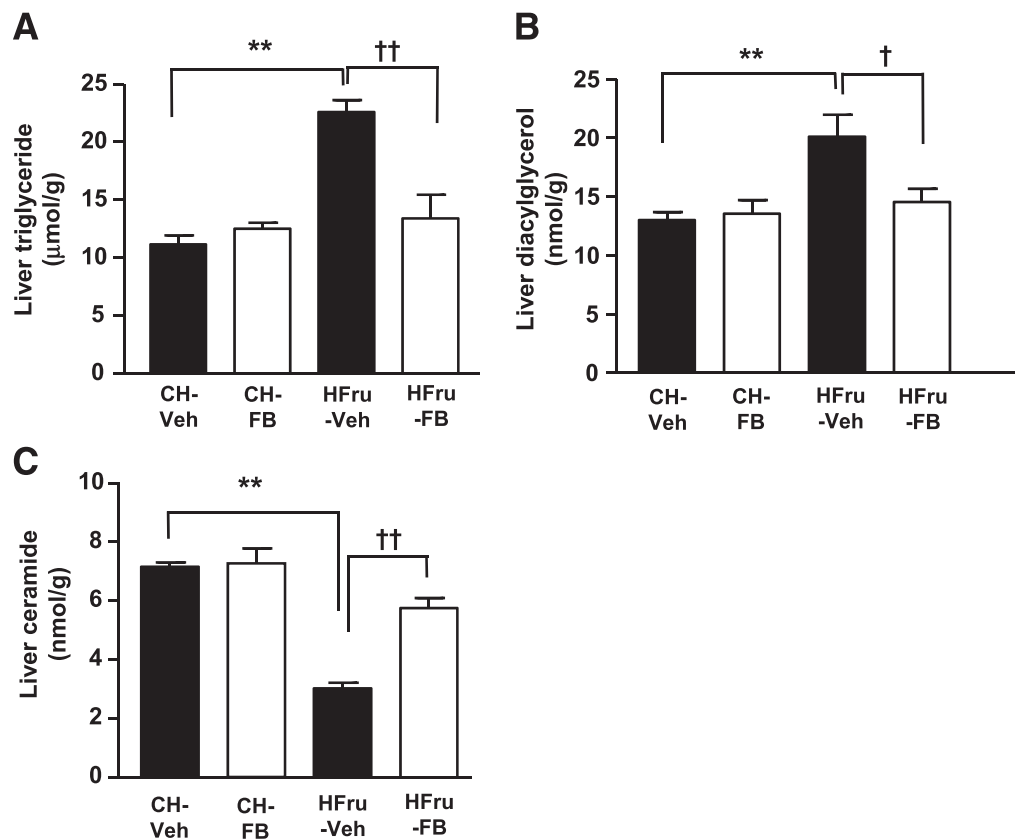 A
** ††
25
20
15
10
5
0
Liver triglyceride
(μmol/g)
CH- CH- HFru HFru
Veh FB -Veh -FB
B
** †
25
20
15
10
5
0
Liver diacylglycerol
(nmol/g)
CH- CH- HFru HFru
Veh FB -Veh -FB
C
** ††
10
8
6
4
2
0
Liver ceramide
(nmol/g)
CH- CH- HFru HFru
Veh FB -Veh -FB